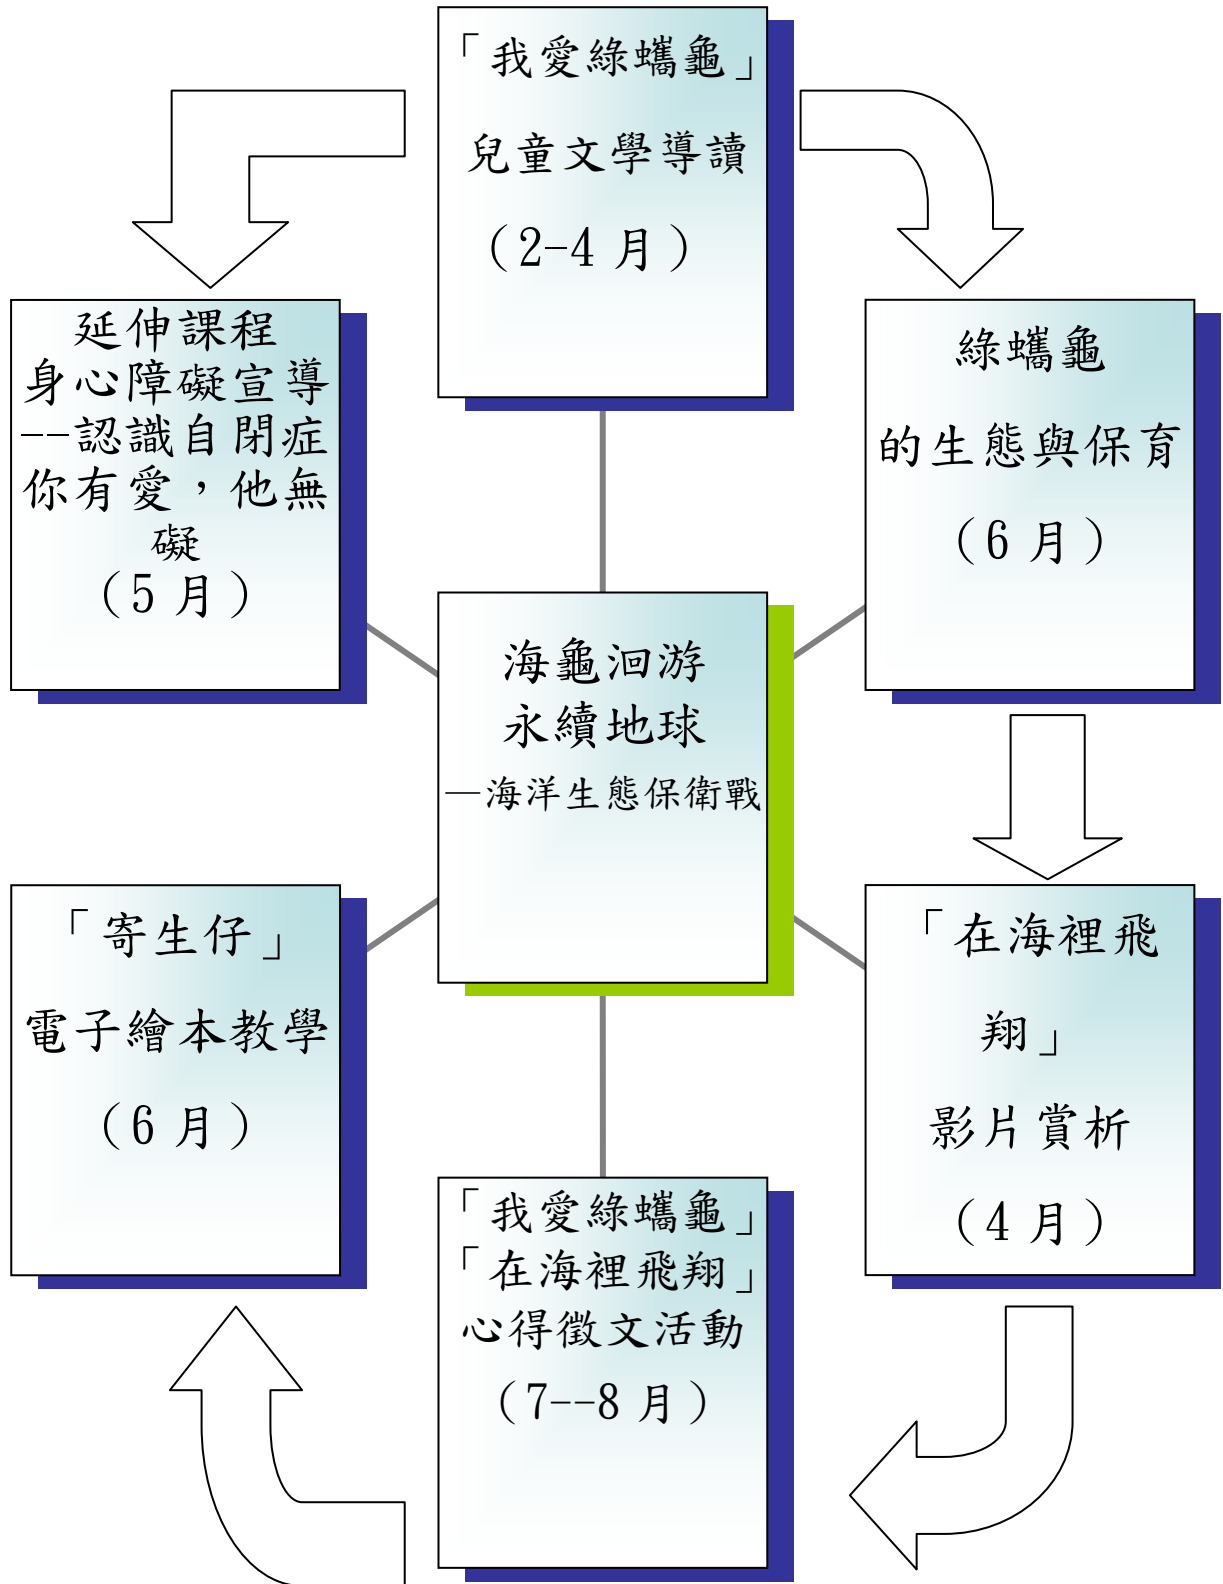 「我愛綠蠵龜」
兒童文學導讀
（2-4 月）
延伸課程
身心障礙宣導
--認識自閉症
你有愛，他無
礙
（5 月）
綠蠵龜
的生態與保育
（6 月）
海龜洄游
永續地球
—海洋生態保衛戰
「寄生仔」
電子繪本教學
（6 月）
「在海裡飛
翔」
影片賞析
（4 月）
「我愛綠蠵龜」
「在海裡飛翔」
心得徵文活動
（7--8 月）